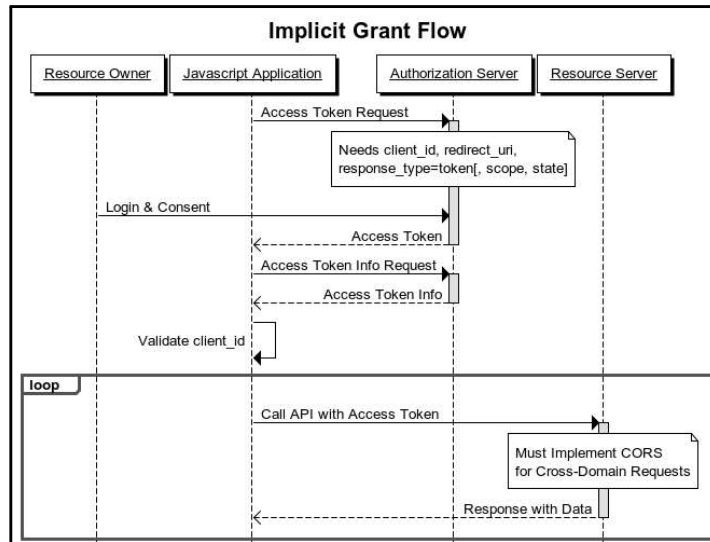 Implicit Grant Flow
Resource Owner
Javascript Application
Authorization Server
Resource Server
Access Token Request
Needs client_id, redirect_uri,
response_type=token[, scope, state]
Login & Consent
Access Token
Access Token Info Request
Access Token Info
Validate client_id
loop
Call API with Access Token
Must Implement CORS
for Cross-Domain Requests
Response with Data